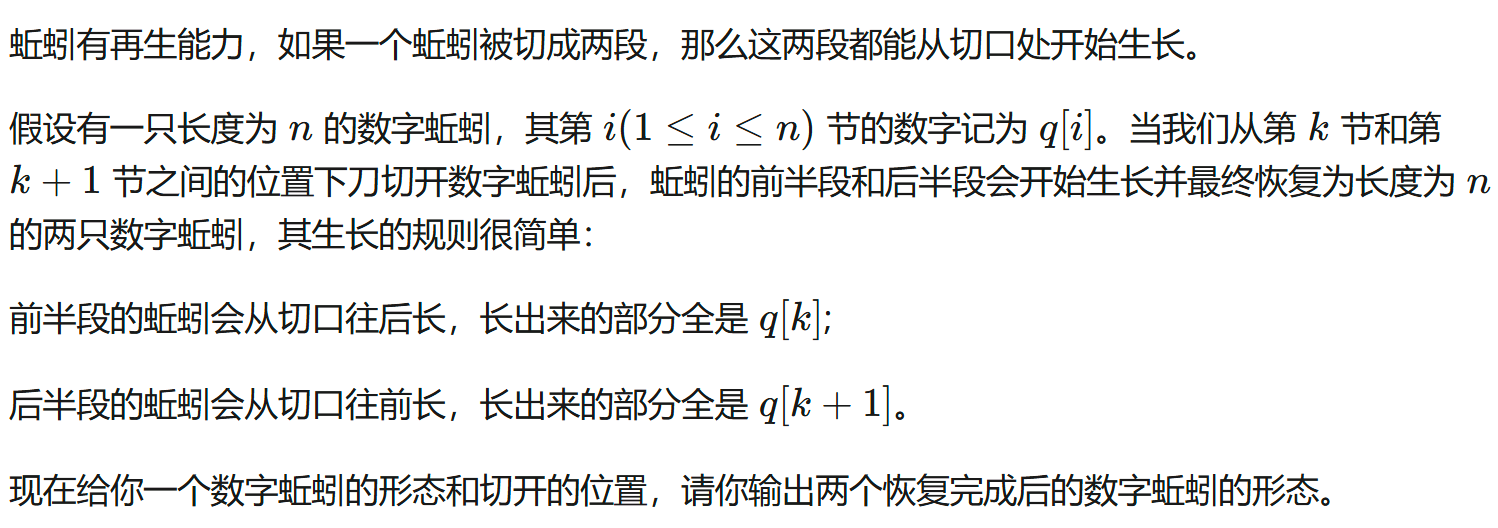 蚯蚓有再生能力，如果一个蚯蚓被切成两段，那么这两段都能从切口处开始生长。
假设有一只长度为 n 的数字蚯蚓，其第 i(1 ≤ i ≤ n) 节的数字记为 q[i]。当我们从第 k 节和第
k + 1 节之间的位置下刀切开数字蚯蚓后，蚯蚓的前半段和后半段会开始生长并最终恢复为长度为 n
的两只数字蚯蚓，其生长的规则很简单：
前半段的蚯蚓会从切口往后长，长出来的部分全是 q[k]；
后半段的蚯蚓会从切口往前长，长出来的部分全是 q[k + 1]。
现在给你一个数字蚯蚓的形态和切开的位置，请你输出两个恢复完成后的数字蚯蚓的形态。